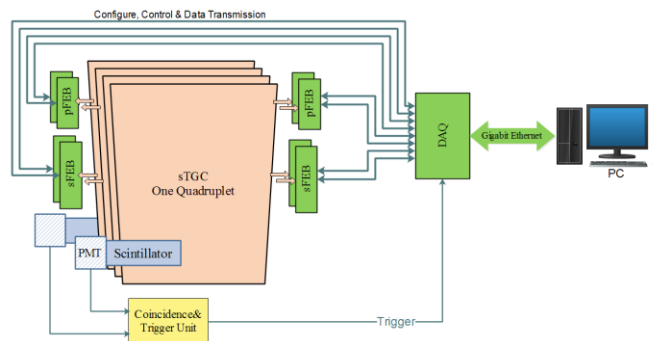 Configure, Control & Data Transmission
pFEB
pFEB
sTGC
One Quadruplet
sFEB
sFEB
DAQ
Gigabit Ethernet
PC
PMT
Scintillator
Coincidence&
Trigger Unit
Trigger